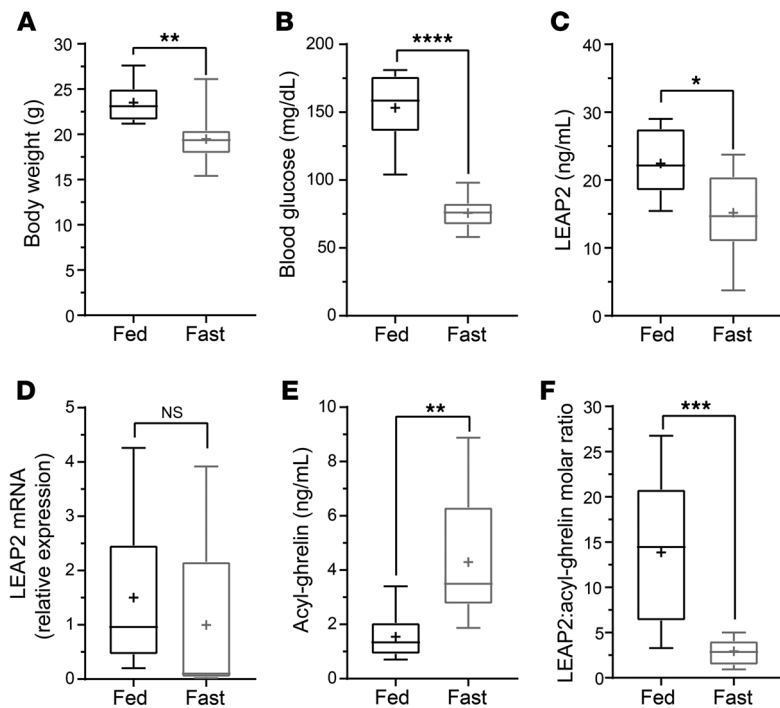 A
Body weight (g)
30
25
20
15
10
5
0
**
Fed
Fast
B
Blood glucose (mg/dL)
200
150
100
50
0
****
Fed
Fast
C
LEAP2 (ng/mL)
40
30
20
10
0
*
Fed
Fast
D
LEAP2 mRNA
(relative expression)
5
4
3
2
1
0
NS
Fed
Fast
E
Acyl-ghrelin (ng/mL)
10
8
6
4
2
0
**
Fed
Fast
F
LEAP2:acyl-ghrelin molar ratio
30
25
20
15
10
5
0
***
Fed
Fast